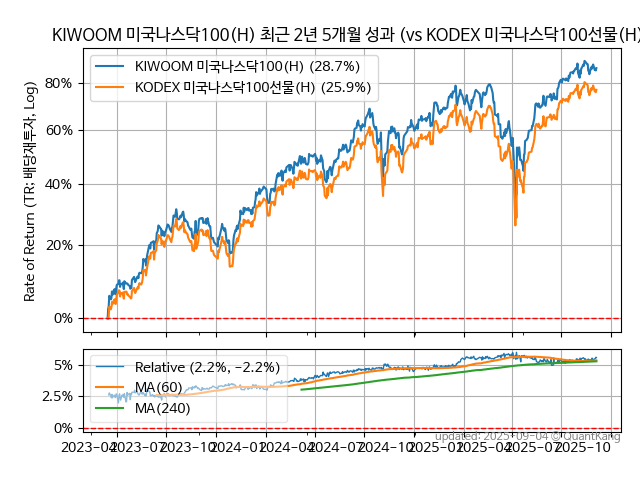 KIWOOM 미국나스닥100(H) 최근 2년 5개월 성과 (vs KODEX 미국나스닥100선물(H)
KIWOOM 미국나스닥100(H) (28.7%)
KODEX 미국나스닥100선물(H) (25.9%)
Rate of Return (TR: 배당재투자, Log)
80%
60%
40%
20%
0%
Relative (2.2%, −2.2%)
MA(60)
MA(240)
5%
2.5%
0%
updated: 2025-09-04 © QuantKang
2023-04 2023-07 2023-10 2024-01 2024-04 2024-07 2024-10 2025-01 2025-04 2025-07 2025-10